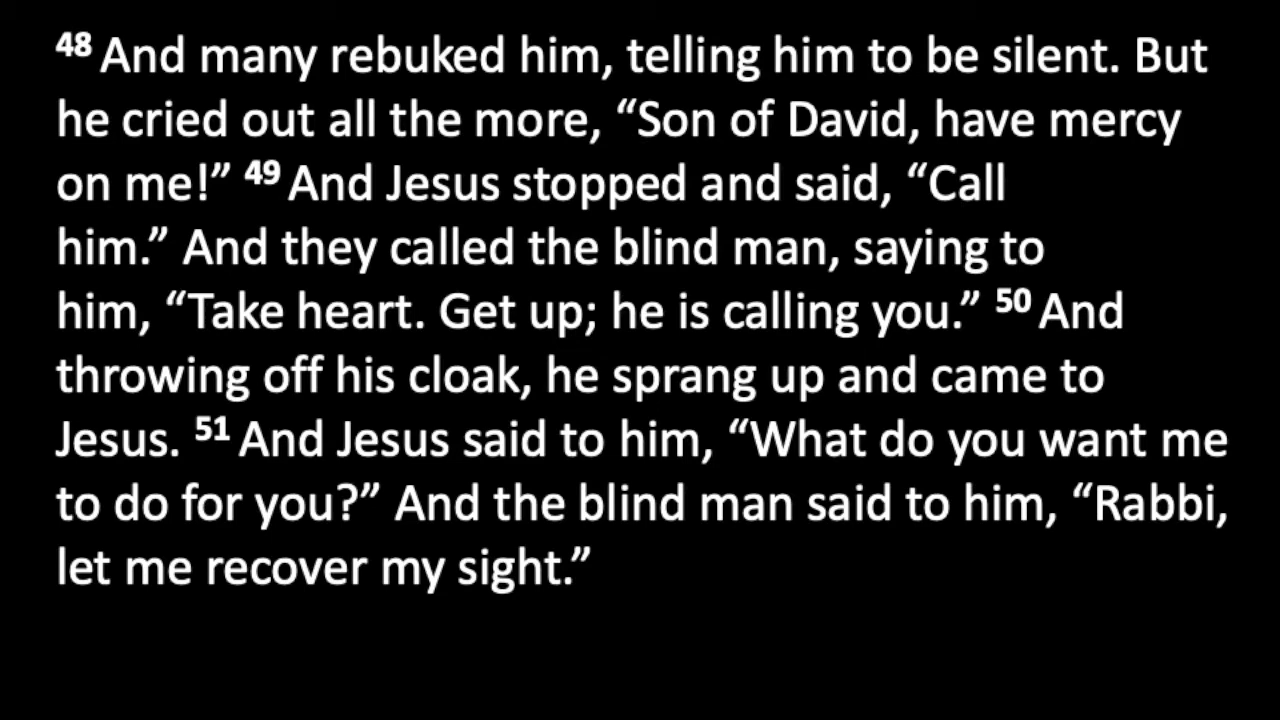 48 And many rebuked him, telling him to be silent. But
he cried out all the more, “Son of David, have mercy
on me!” 49 And Jesus stopped and said, “Call
him.” And they called the blind man, saying to
him, “Take heart. Get up; he is calling you.” 50 And
throwing off his cloak, he sprang up and came to
Jesus. 51 And Jesus said to him, “What do you want me
to do for you?” And the blind man said to him, “Rabbi,
let me recover my sight.”